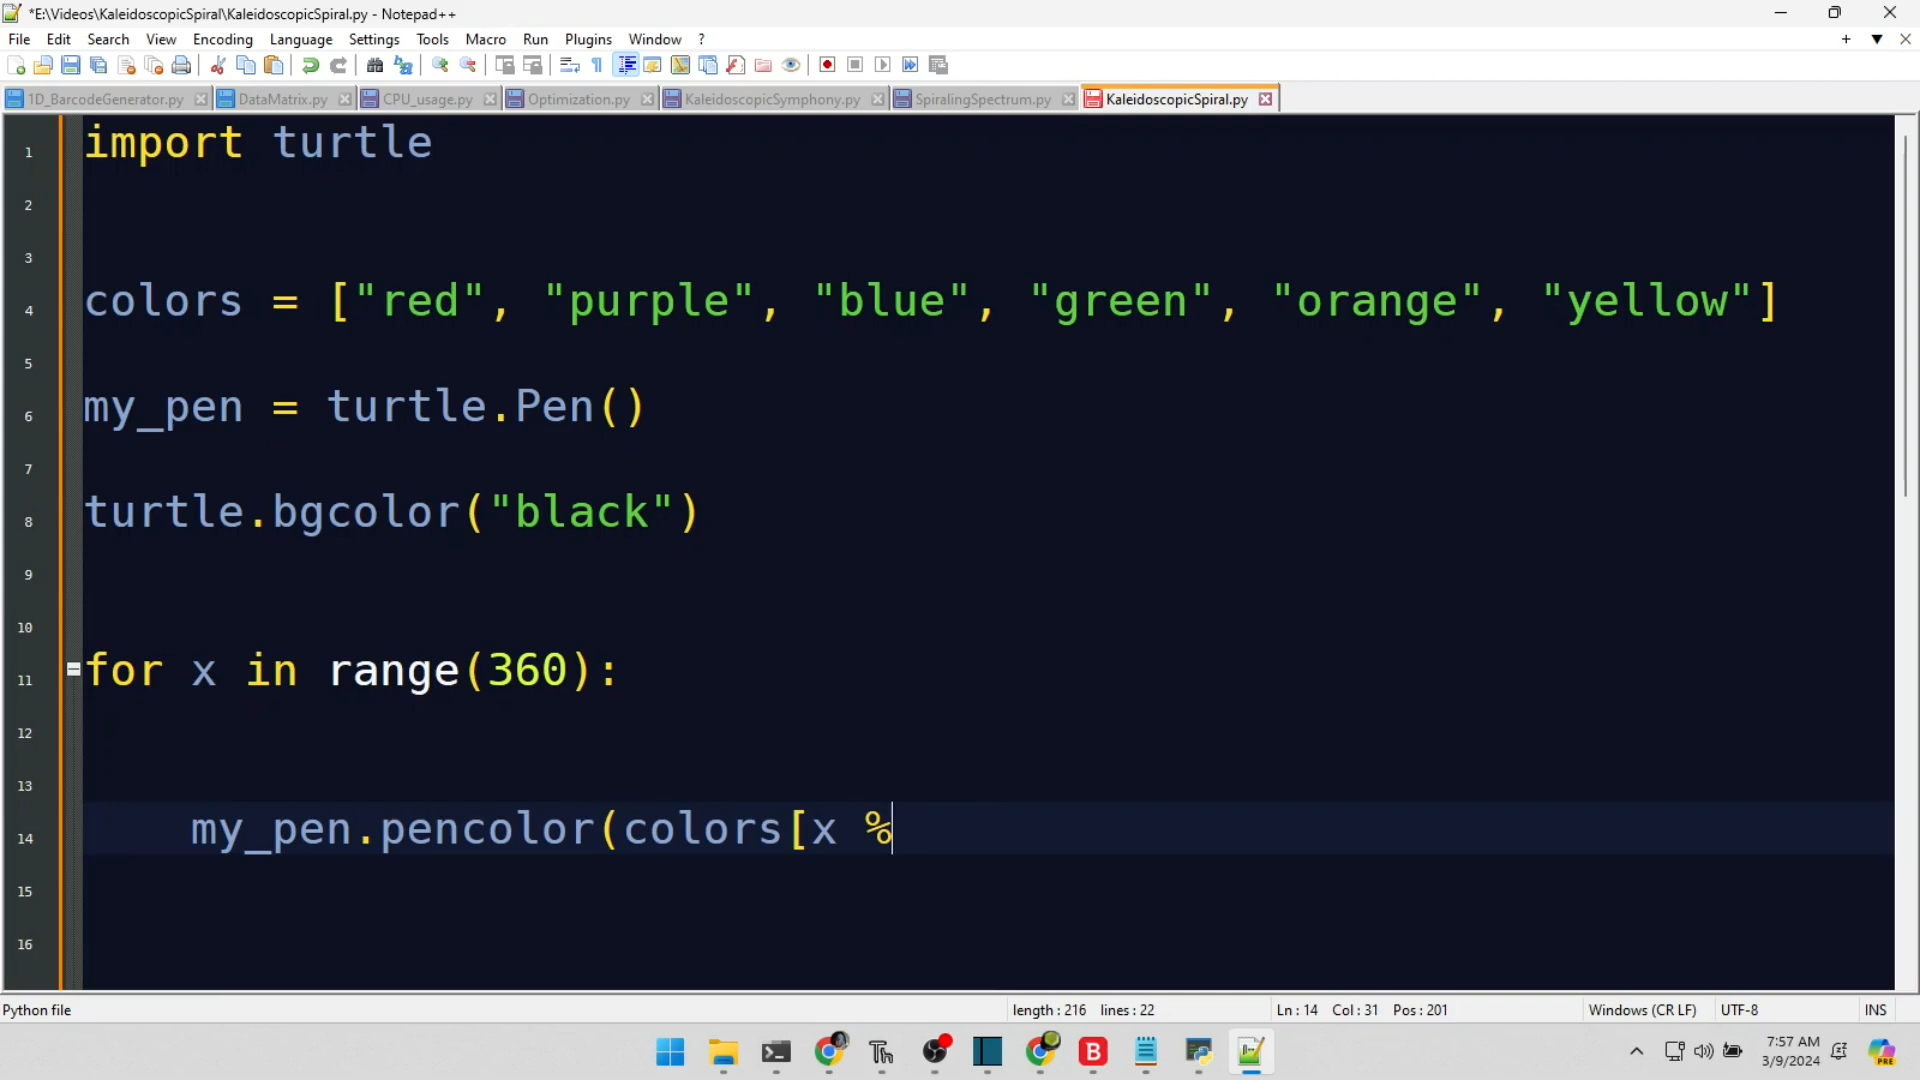 *E:\Videos\KaleidoscopicSpiral\KaleidoscopicSpiral.py - Notepad++
File Edit Search View Encoding Language Settings Tools Macro Run Plugins Window ?
1D_BarcodeGenerator.py DataMatrix.py CPU_usage.py Optimization.py KaleidoscopicSymphony.py SpiralingSpectrum.py KaleidoscopicSpiral.py
1 import turtle
2
3
4 colors = ["red", "purple", "blue", "green", "orange", "yellow"]
5
6 my_pen = turtle.Pen()
7
8 turtle.bgcolor("black")
9
10
11 for x in range(360):
12
13
14 my_pen.pencolor(colors[x %
15
16
Python file length : 216 lines : 22 Ln : 14 Col : 31 Pos : 201 Windows (CR LF) UTF-8 INS
Th B 7:57 AM
3/9/2024 PRE